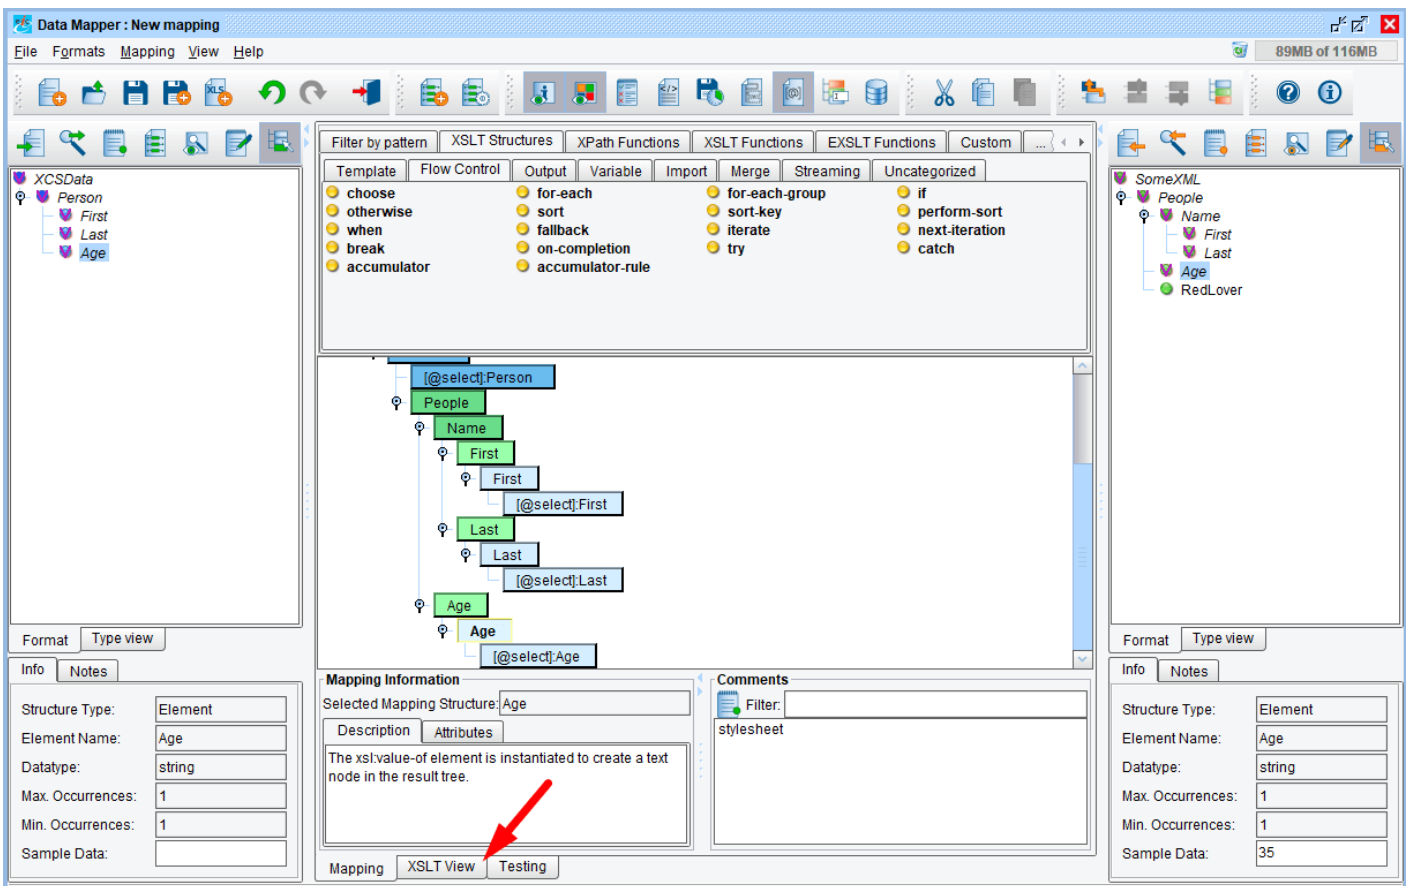 Data Mapper : New mapping
File Formats Mapping View Help
89MB of 116MB
XLS
Filter by pattern XSLT Structures XPath Functions XSLT Functions EXSLT Functions Custom ...
Template Flow Control Output Variable Import Merge Streaming Uncategorized
choose for-each for-each-group if
otherwise sort sort-key perform-sort
when fallback iterate next-iteration
break on-completion try catch
accumulator accumulator-rule
XCSData
Person
First
Last
Age
[@select]:Person
People
Name
First
First
[@select]:First
Last
Last
[@select]:Last
Age
Age
[@select]:Age
SomeXML
People
Name
First
Last
Age
RedLover
Format Type view
Info Notes
Structure Type: Element
Element Name: Age
Datatype: string
Max. Occurrences: 1
Min. Occurrences: 1
Sample Data:
Mapping Information
Selected Mapping Structure: Age
Description Attributes
The xsl:value-of element is instantiated to create a text
node in the result tree.
Comments
Filter:
stylesheet
Mapping XSLT View Testing
Format Type view
Info Notes
Structure Type: Element
Element Name: Age
Datatype: string
Max. Occurrences: 1
Min. Occurrences: 1
Sample Data: 35